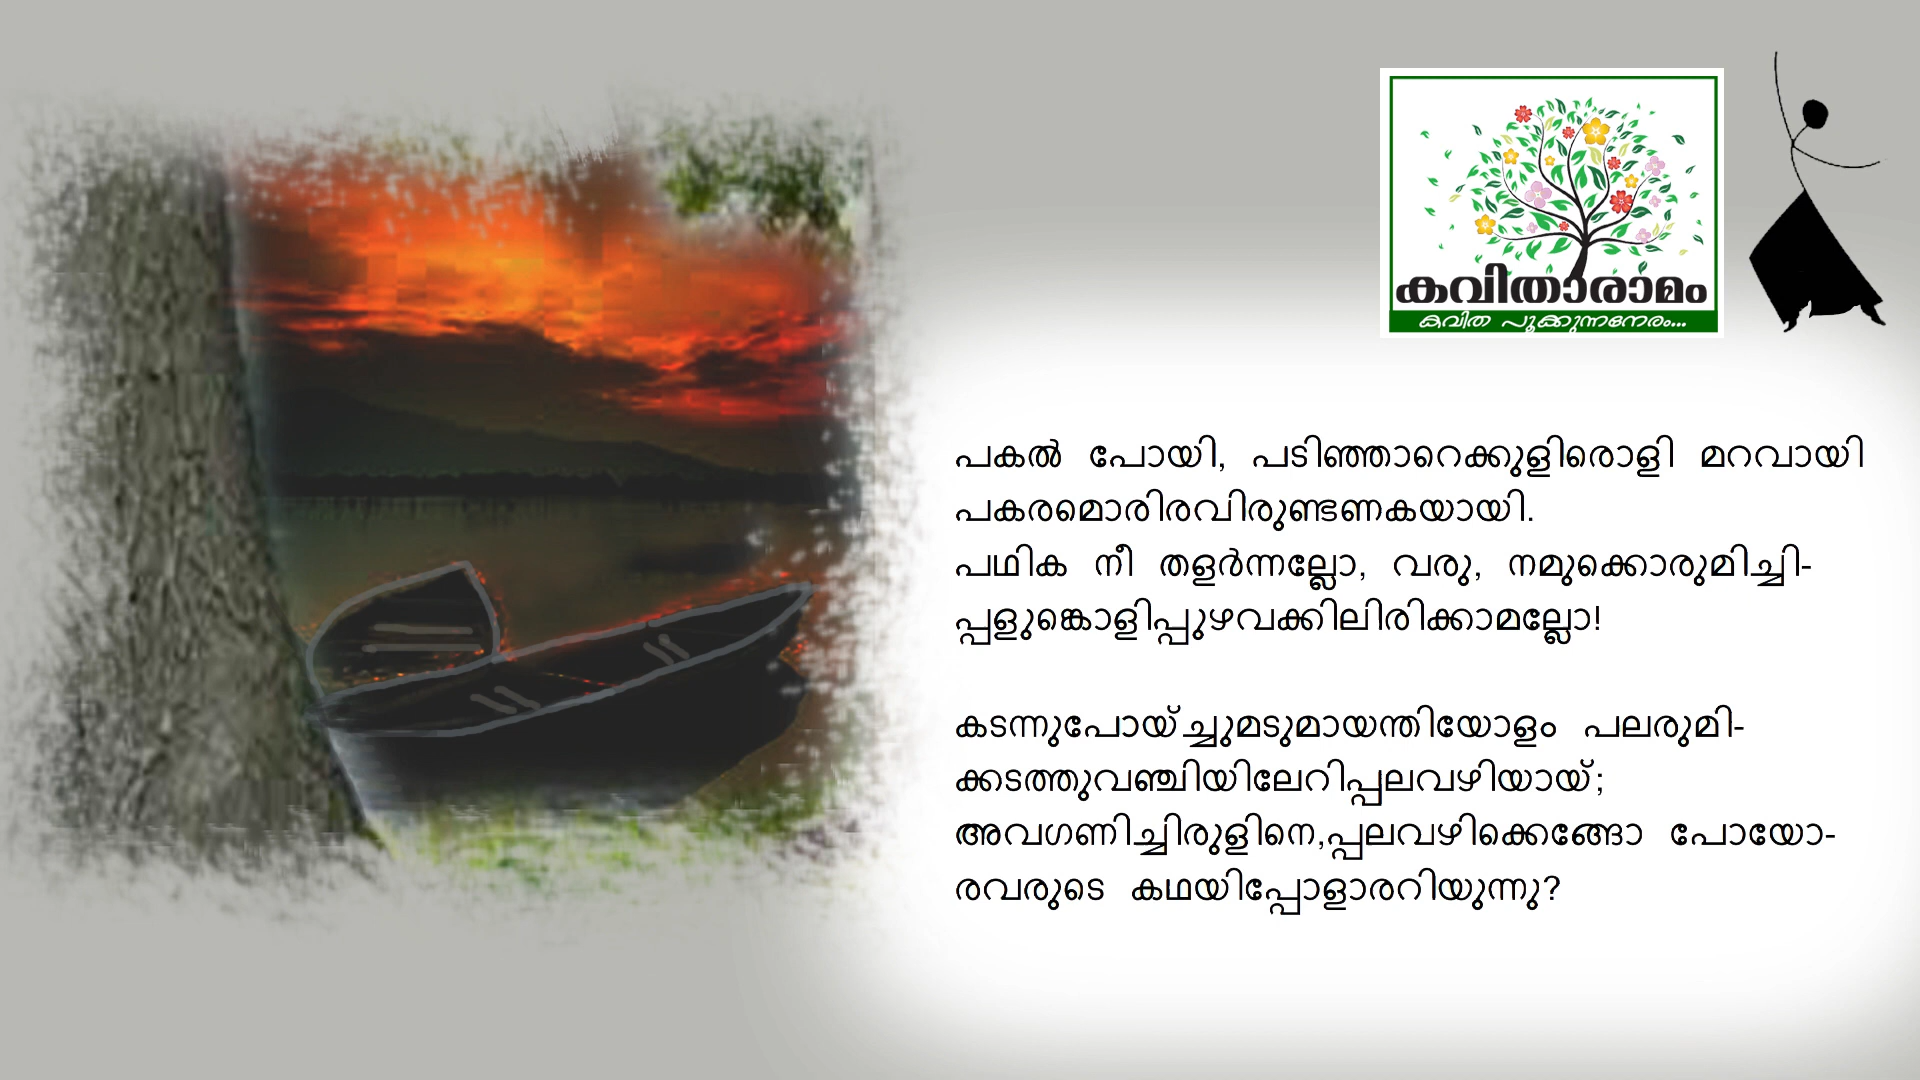 കവിതാരാമം
കവിത പൂക്കുന്നനേരം...
പകൽ പോയി, പടിഞ്ഞാറെക്കുളിരൊളി മറവായി
പകരമൊരിരവിരുണ്ടണകയായി.
പഥിക നീ തളർന്നല്ലോ, വരു, നമുക്കൊരുമിച്ചി-
പ്പളുങ്കൊളിപ്പുഴവക്കിലിരിക്കാമല്ലോ!
കടന്നുപോയ്ച്ചുമടുമായന്തിയോളം പലരുമി-
ക്കടത്തുവഞ്ചിയിലേറിപ്പലവഴിയായ്;
അവഗണിച്ചിരുളിനെ,പ്പലവഴിക്കെങ്ങോ പോയോ-
രവരുടെ കഥയിപ്പോളാരറിയുന്നു?